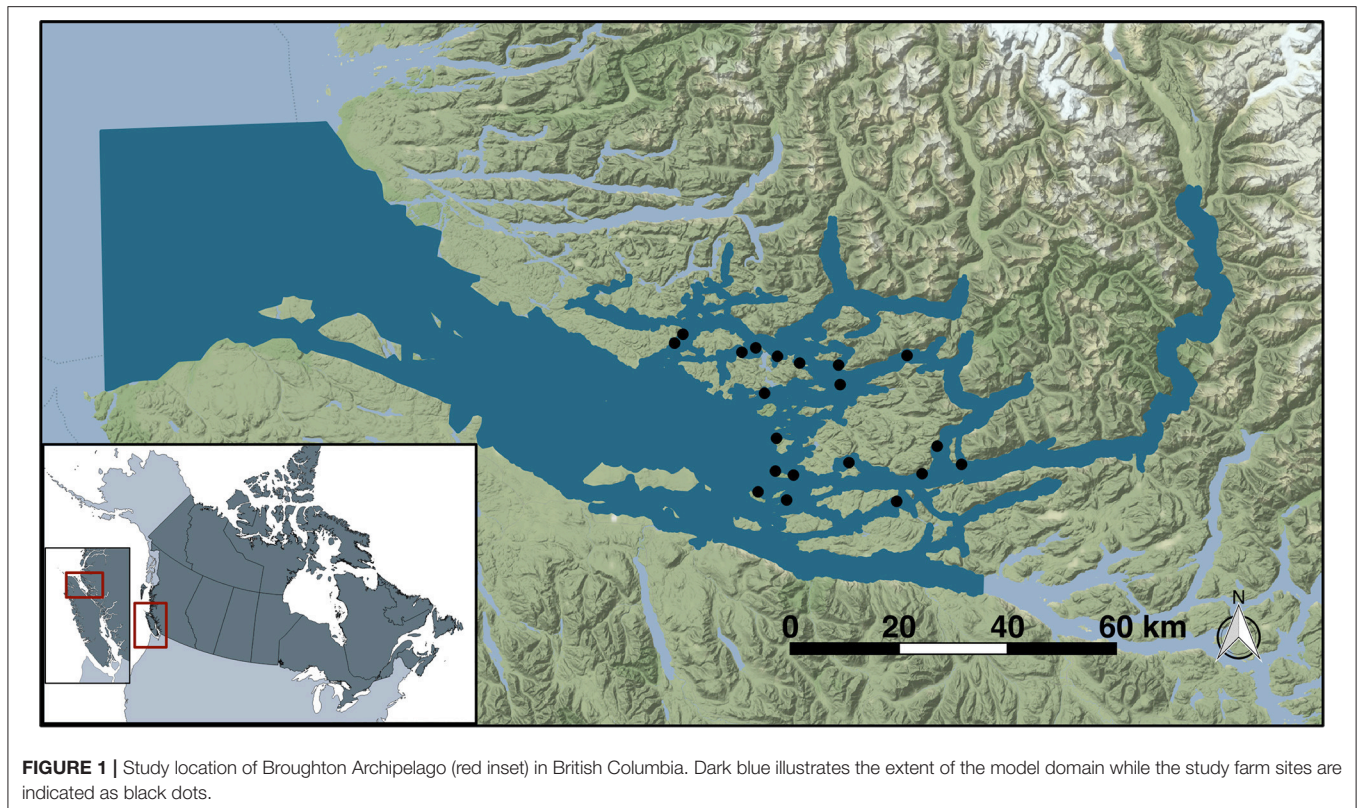 N
0 20 40 60 km
FIGURE 1 | Study location of Broughton Archipelago (red inset) in British Columbia. Dark blue illustrates the extent of the model domain while the study farm sites are
indicated as black dots.